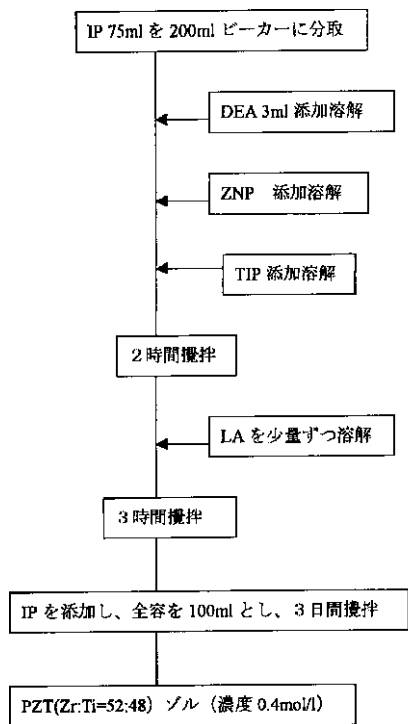 IP 75ml を 200ml ビーカーに分取
DEA 3ml 添加溶解
ZNP 添加溶解
TIP 添加溶解
2時間攪拌
LA を少量ずつ溶解
3時間攪拌
IP を添加し、全容を 100ml とし、3日間攪拌
PZT(Zr:Ti=52:48) ゾル (濃度 0.4mol/l)